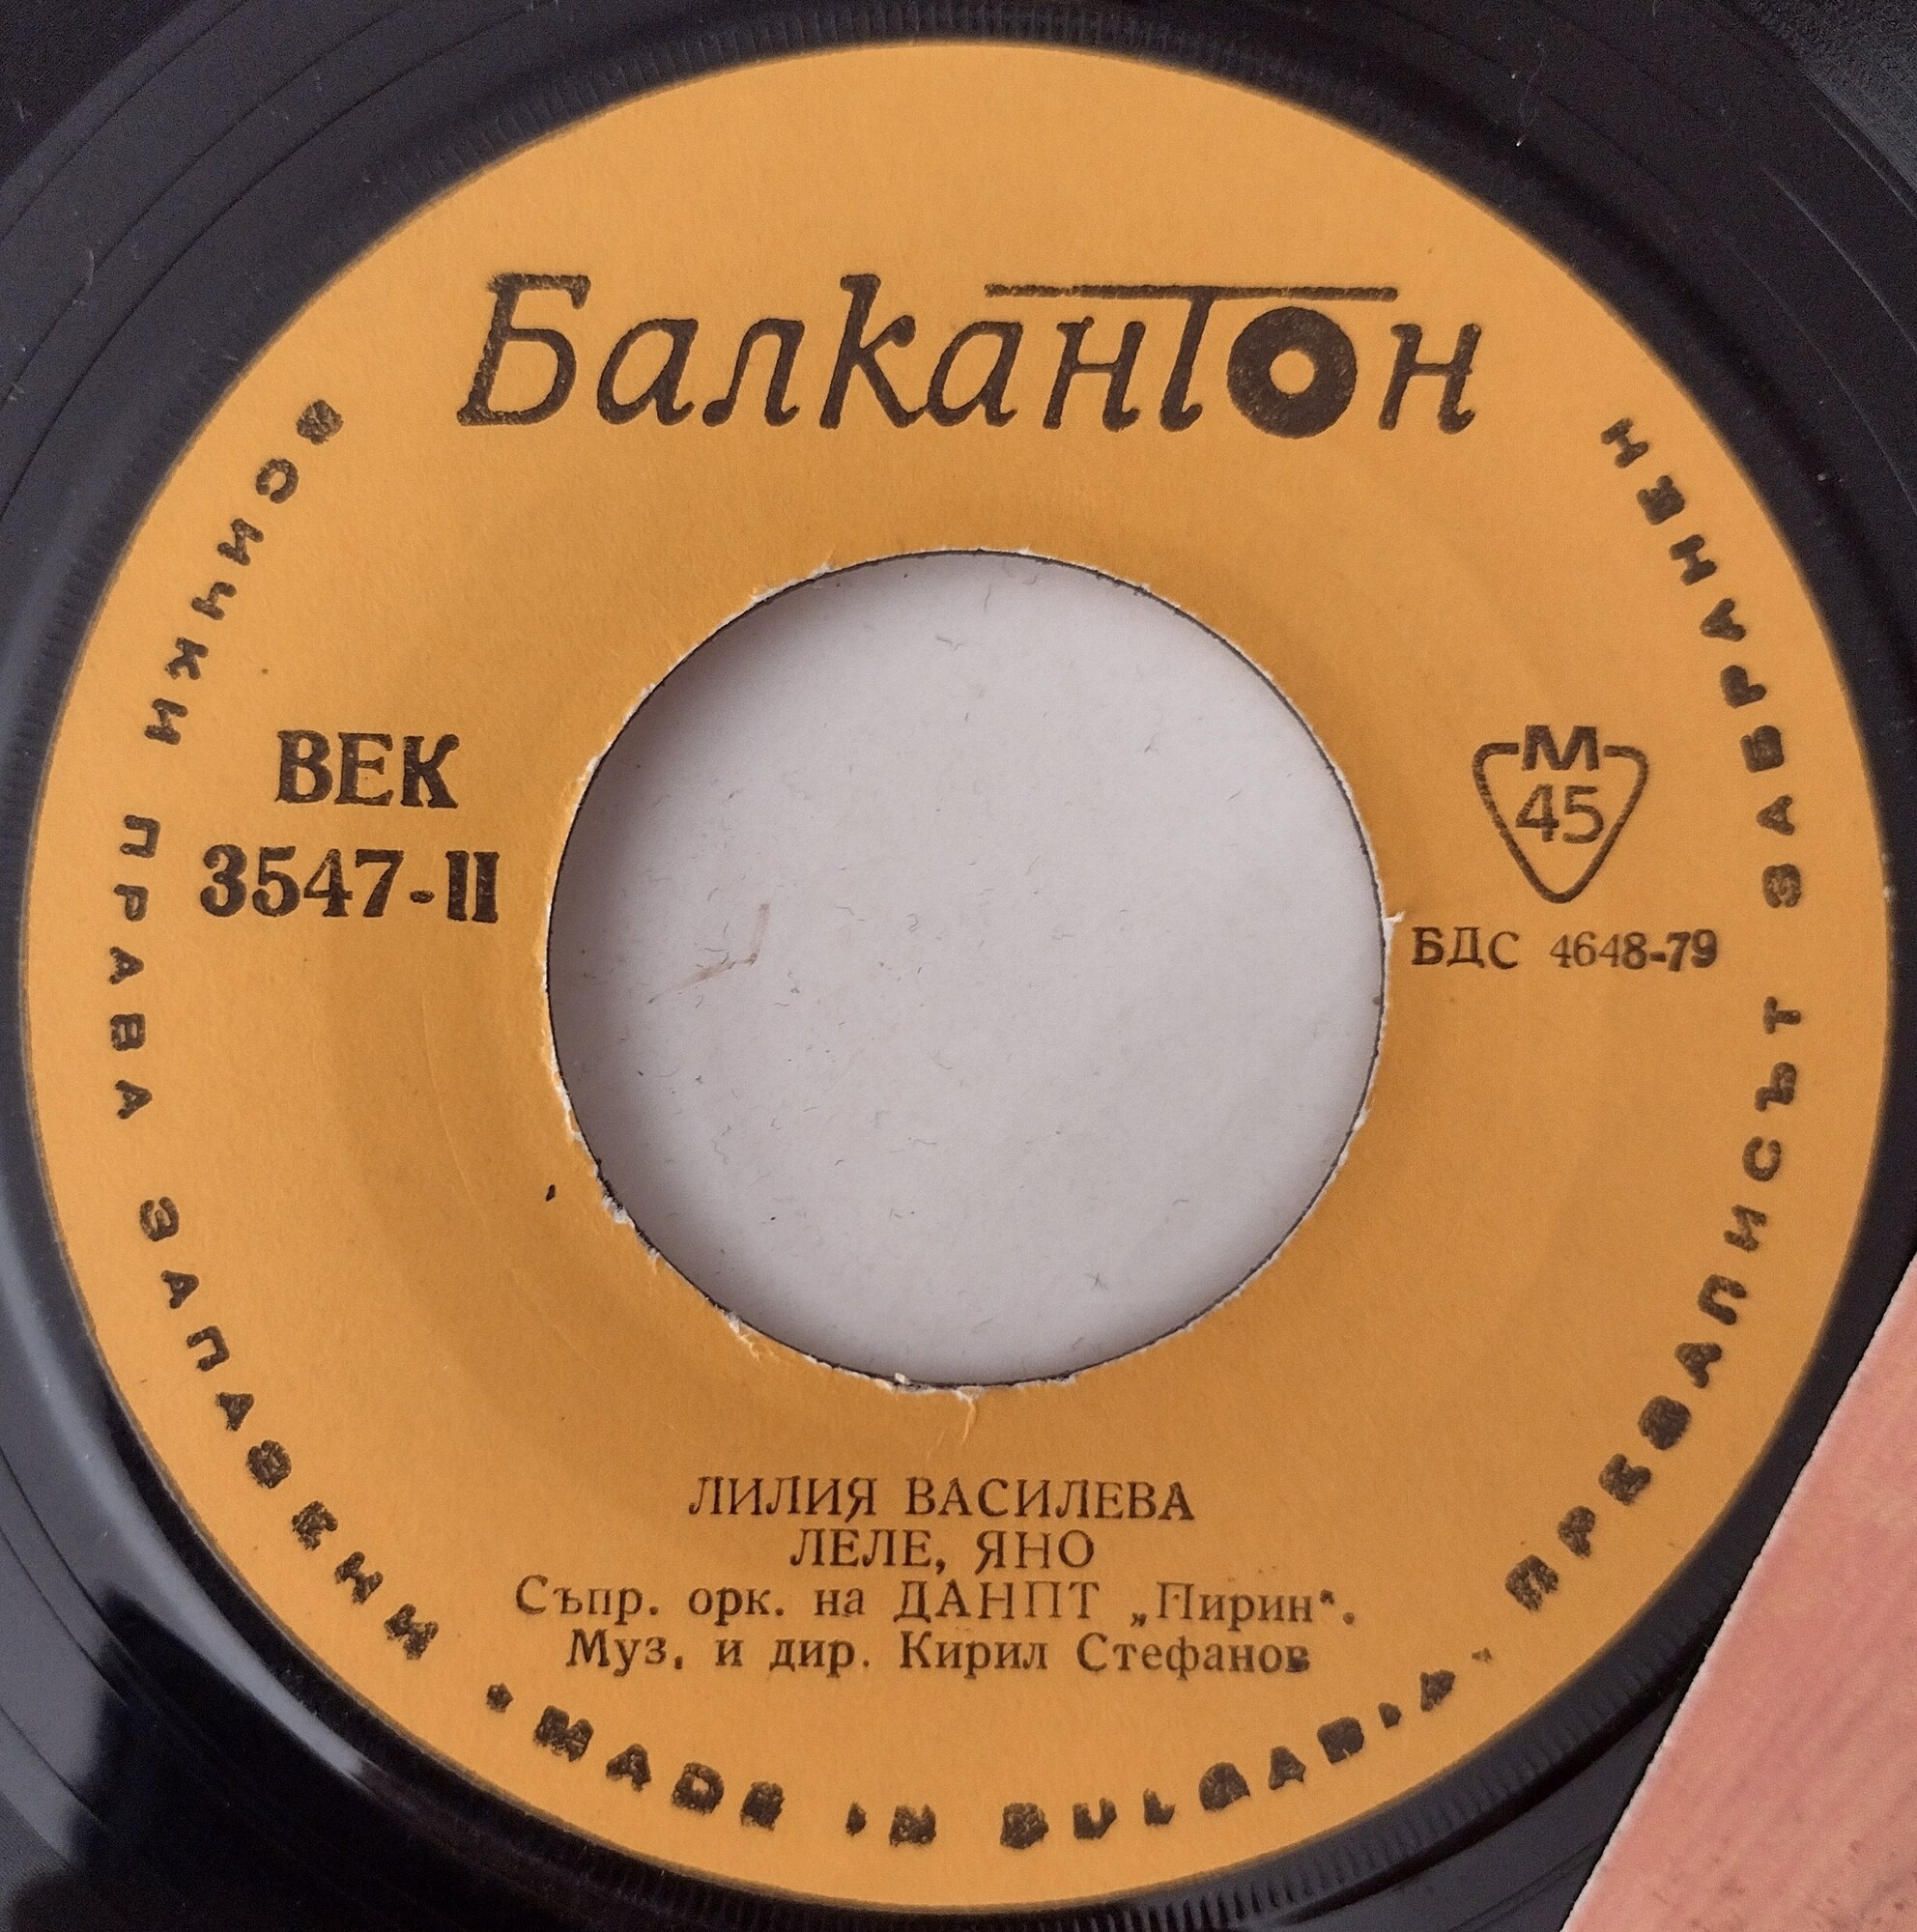 Балкантон
ВЕК
3547-II
М
45
БДС 4648-79
ЛИЛИЯ ВАСИЛЕВА
ЛЕЛЕ, ЯНО
Съпр. орк. на ДАНПТ „Пирин“.
Муз. и дир. Кирил Стефанов
ВСИЧКИ ПРАВА ЗАПАЗЕНИ • MADE IN BULGARIA • ПРЕЗАПИСЪТ ЗАБРАНЕН